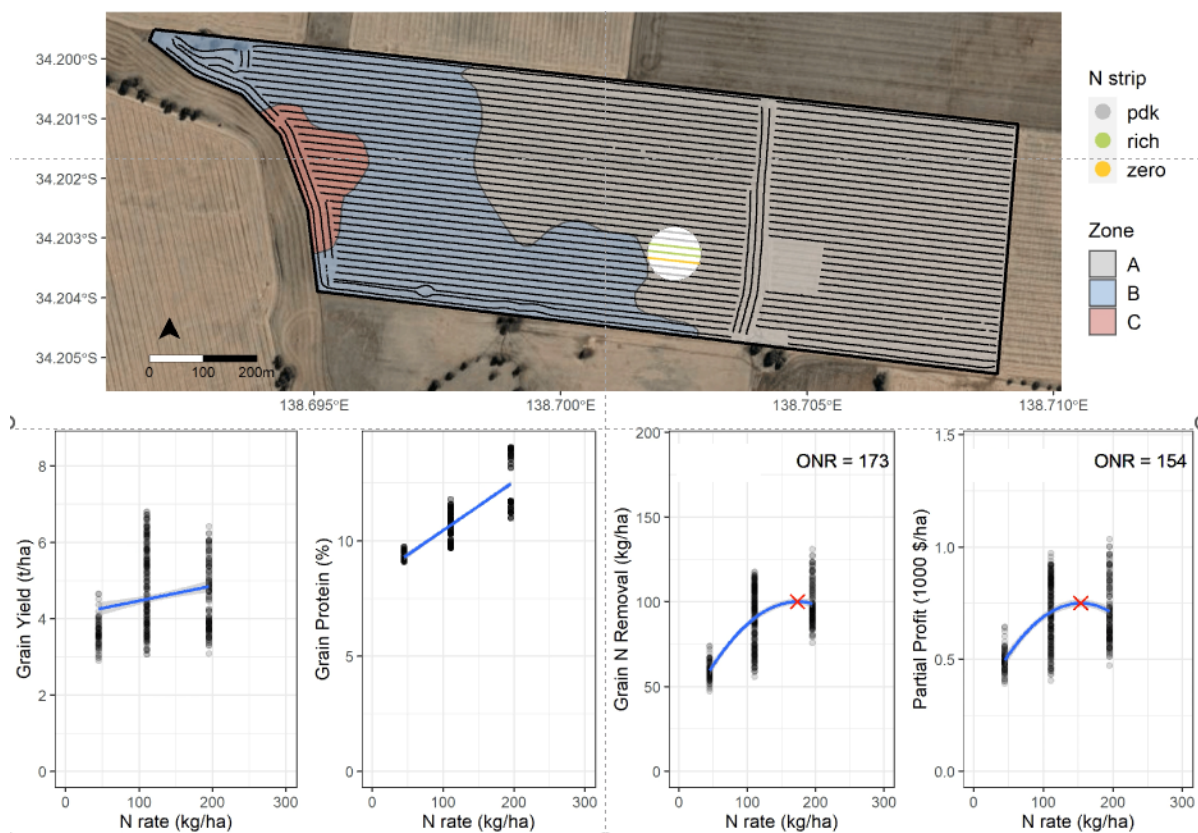 34.200°S
34.201°S
34.202°S
34.203°S
34.204°S
34.205°S
0 100 200m
138.695°E 138.700°E 138.705°E 138.710°E
N strip
pdk
rich
zero
Zone
A
B
C
Grain Yield (t/ha)
8
6
4
2
0
0 100 200 300
N rate (kg/ha)
Grain Protein (%)
10
5
0
0 100 200 300
N rate (kg/ha)
Grain N Removal (kg/ha)
200
150
100
50
0
ONR = 173
0 100 200 300
N rate (kg/ha)
Partial Profit (1000 $/ha)
1.5
1.0
0.5
0.0
ONR = 154
0 100 200 300
N rate (kg/ha)